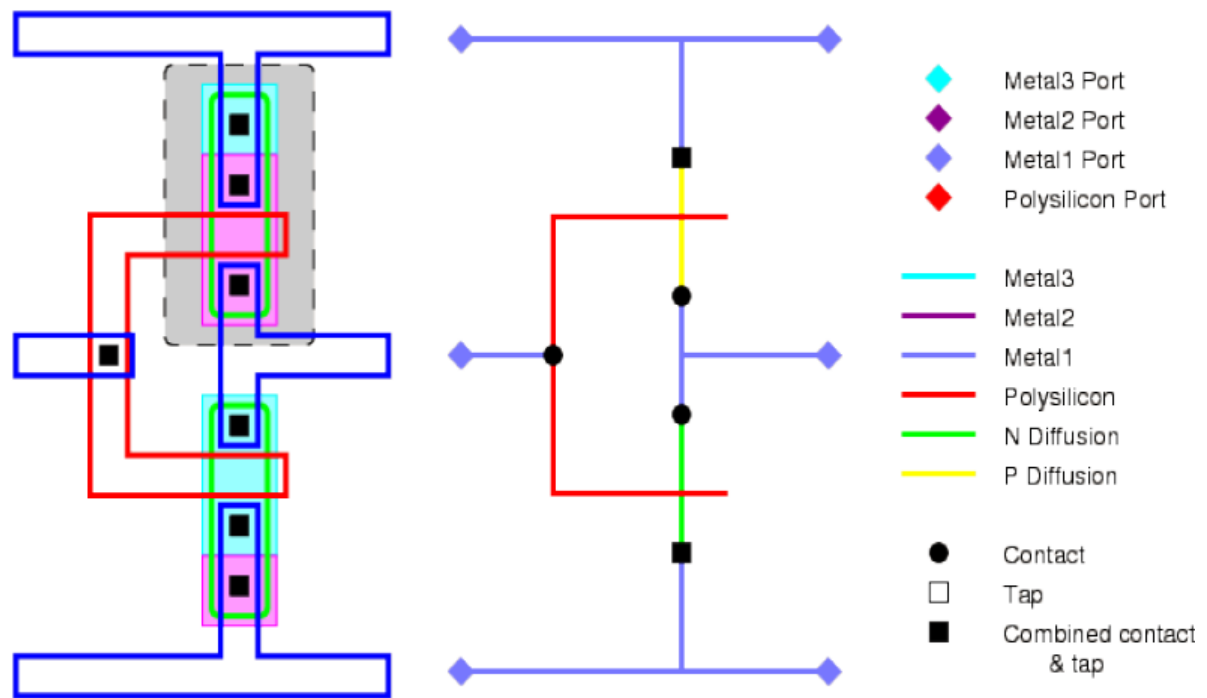 Metal3 Port
Metal2 Port
Metal1 Port
Polysilicon Port
Metal3
Metal2
Metal1
Polysilicon
N Diffusion
P Diffusion
Contact
Tap
Combined contact
& tap